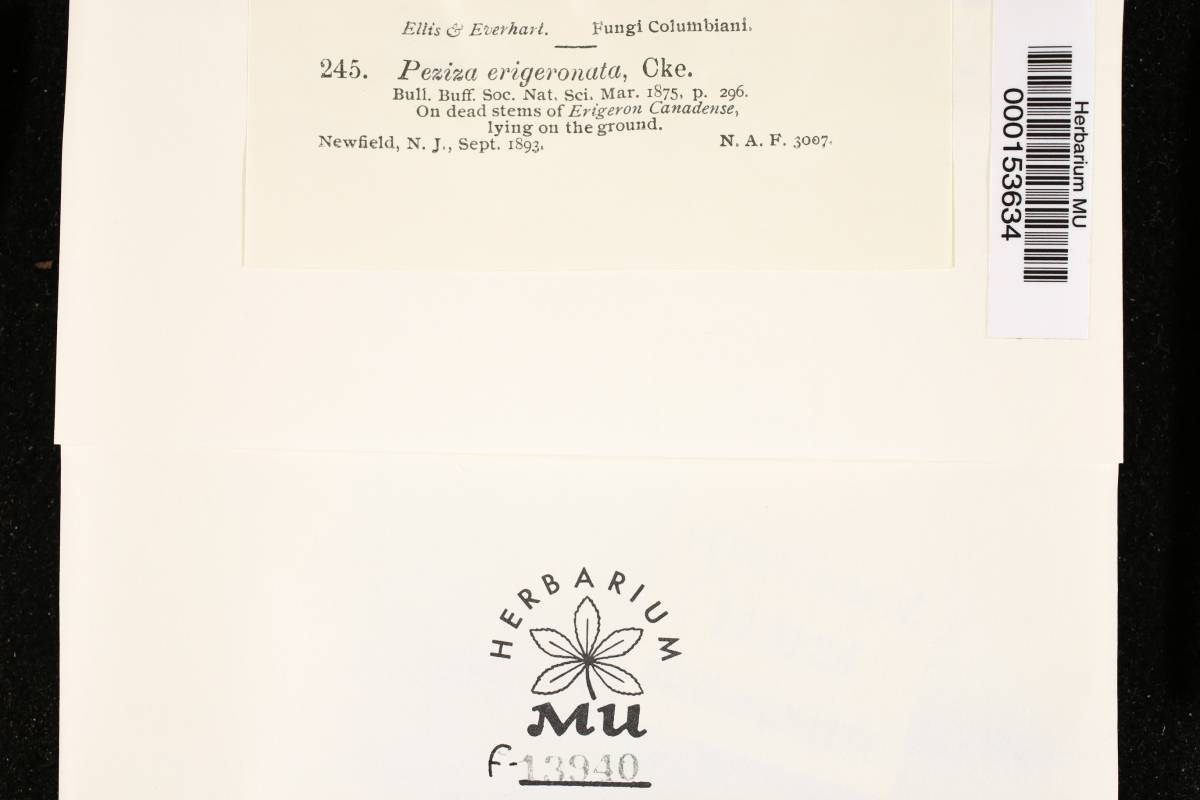 Ellis & Everhart. Fungi Columbiani.
245. Peziza erigeronata, Cke.
Bull. Buff. Soc. Nat. Sci. Mar. 1875, p. 296.
On dead stems of Erigeron Canadense,
lying on the ground.
Newfield, N. J., Sept. 1893. N. A. F. 3007.
Herbarium MU
000153634
HERBARIUM
MU
F-13940